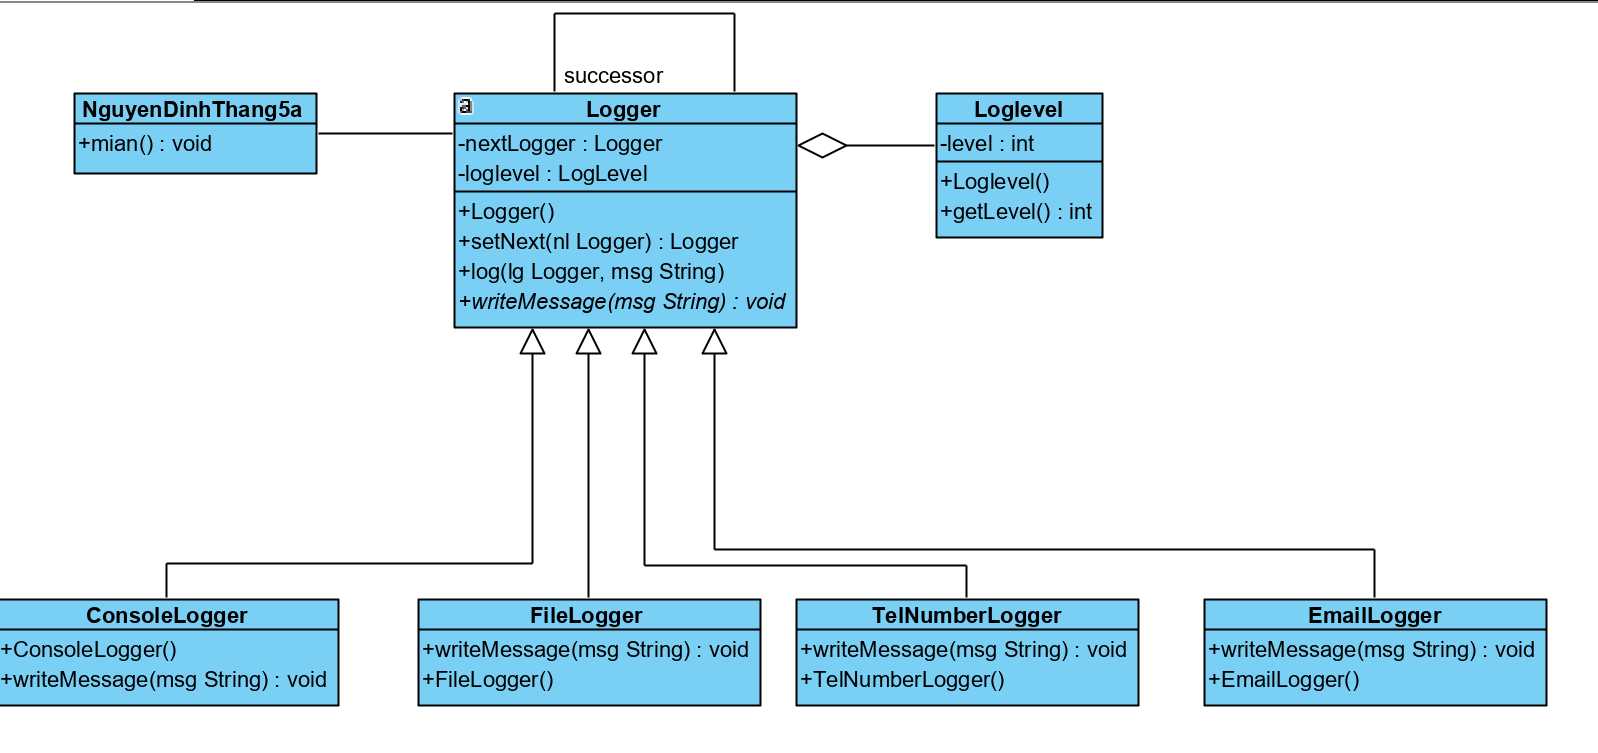 successor
NguyenDinhThang5a
+mian() : void
a
Logger
-nextLogger : Logger
-loglevel : LogLevel
+Logger()
+setNext(nl Logger) : Logger
+log(lg Logger, msg String)
+writeMessage(msg String) : void
Loglevel
-level : int
+Loglevel()
+getLevel() : int
ConsoleLogger
+ConsoleLogger()
+writeMessage(msg String) : void
FileLogger
+writeMessage(msg String) : void
+FileLogger()
TelNumberLogger
+writeMessage(msg String) : void
+TelNumberLogger()
EmailLogger
+writeMessage(msg String) : void
+EmailLogger()